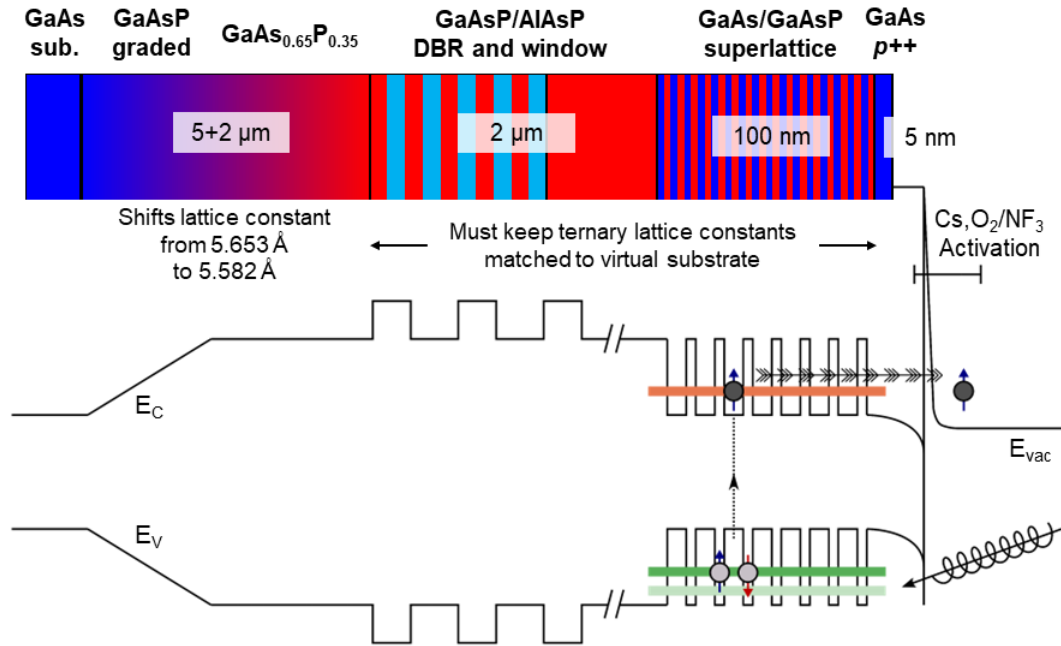 GaAs
sub.
GaAsP
graded
GaAs0.65P0.35
GaAsP/AlAsP
DBR and window
GaAs/GaAsP
superlattice
GaAs
p++
5+2 µm
2 µm
100 nm
5 nm
Shifts lattice constant
from 5.653 Å
to 5.582 Å
Must keep ternary lattice constants
matched to virtual substrate
Cs,O2/NF3
Activation
EC
Evac
EV